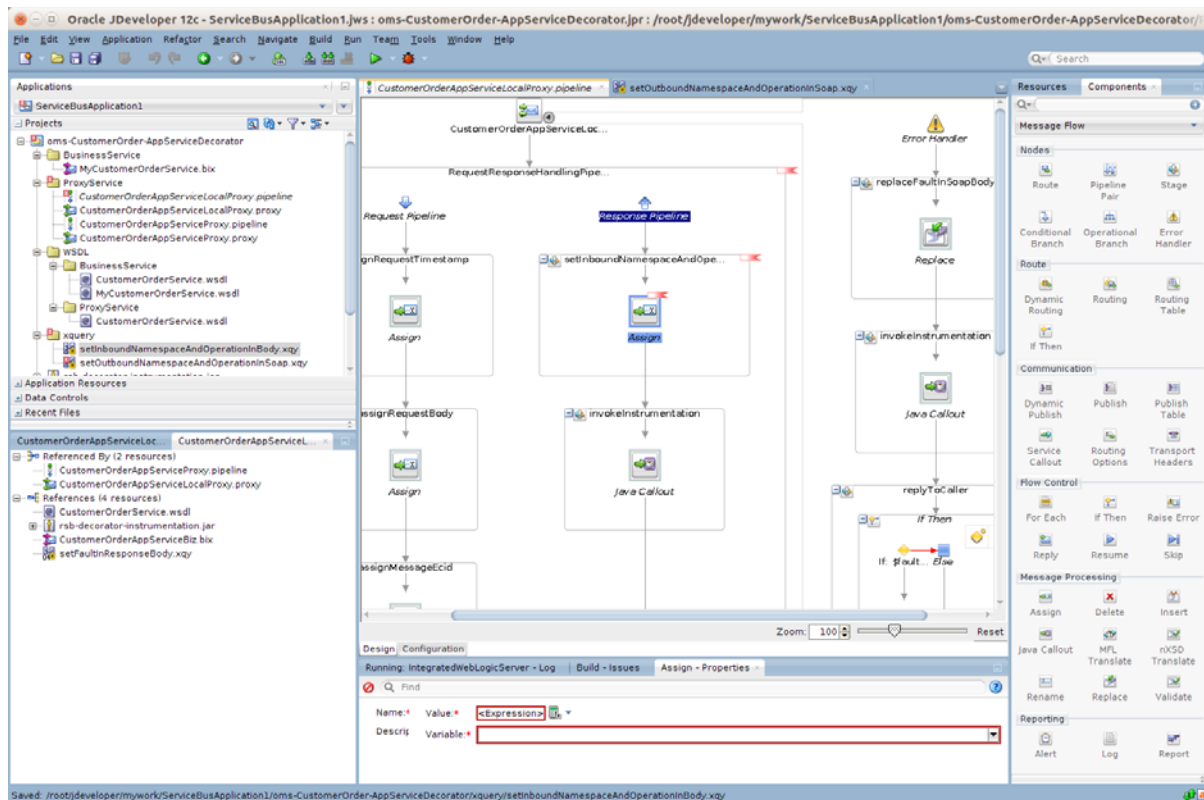 Oracle JDeveloper 12c - ServiceBusApplication1.jws : oms-CustomerOrder-AppServiceDecorator.jpr : /root/jdeveloper/mywork/ServiceBusApplication1/oms-CustomerOrder-AppServiceDecorator/
File Edit View Application Refactor Search Navigate Build Run Team Tools Window Help
Search
Applications
ServiceBusApplication1
Projects
oms-CustomerOrder-AppServiceDecorator
BusinessService
MyCustomerOrderService.bix
ProxyService
CustomerOrderAppServiceLocalProxy.pipeline
CustomerOrderAppServiceLocalProxy.proxy
CustomerOrderAppServiceProxy.pipeline
CustomerOrderAppServiceProxy.proxy
WSDL
BusinessService
CustomerOrderService.wsdl
MyCustomerOrderService.wsdl
ProxyService
CustomerOrderService.wsdl
xquery
setInboundNamespaceAndOperationInBody.xqy
setOutboundNamespaceAndOperationInSoap.xqy
Application Resources
Data Controls
Recent Files
CustomerOrderAppServiceLoc... CustomerOrderAppServiceL...
Referenced By (2 resources)
CustomerOrderAppServiceProxy.pipeline
CustomerOrderAppServiceLocalProxy.proxy
References (4 resources)
CustomerOrderService.wsdl
rsb-decorator-instrumentation.jar
CustomerOrderAppServiceBiz.bix
setFaultInResponseBody.xqy
CustomerOrderAppServiceLocalProxy.pipeline setOutboundNamespaceAndOperationInSoap.xqy
CustomerOrderAppServiceLoc...
RequestResponseHandlingPipe...
Request Pipeline
gnRequestTimestamp
Assign
assignRequestBody
Assign
assignMessageEcid
Response Pipeline
setInboundNamespaceAndOpe...
Assign
invokeInstrumentation
Java Callout
Error Handler
replaceFaultInSoapBody
Replace
invokeInstrumentation
Java Callout
replyToCaller
If Then
If: $fault... Else
Zoom: 100 Reset
Design Configuration
Running: IntegratedWebLogicServer - Log Build - Issues Assign - Properties
Find
Name:* Value:* <Expression>
Descrip Variable:*
Resources Components
Message Flow
Nodes
Route Pipeline Pair Stage
Conditional Branch Operational Branch Error Handler
Route
Dynamic Routing Routing Routing Table
If Then
Communication
Dynamic Publish Publish Publish Table
Service Callout Routing Options Transport Headers
Flow Control
For Each If Then Raise Error
Reply Resume Skip
Message Processing
Assign Delete Insert
Java Callout MFL Translate nXSD Translate
Rename Replace Validate
Reporting
Alert Log Report
Saved: /root/jdeveloper/mywork/ServiceBusApplication1/oms-CustomerOrder-AppServiceDecorator/xquery/setInboundNamespaceAndOperationInBody.xqy